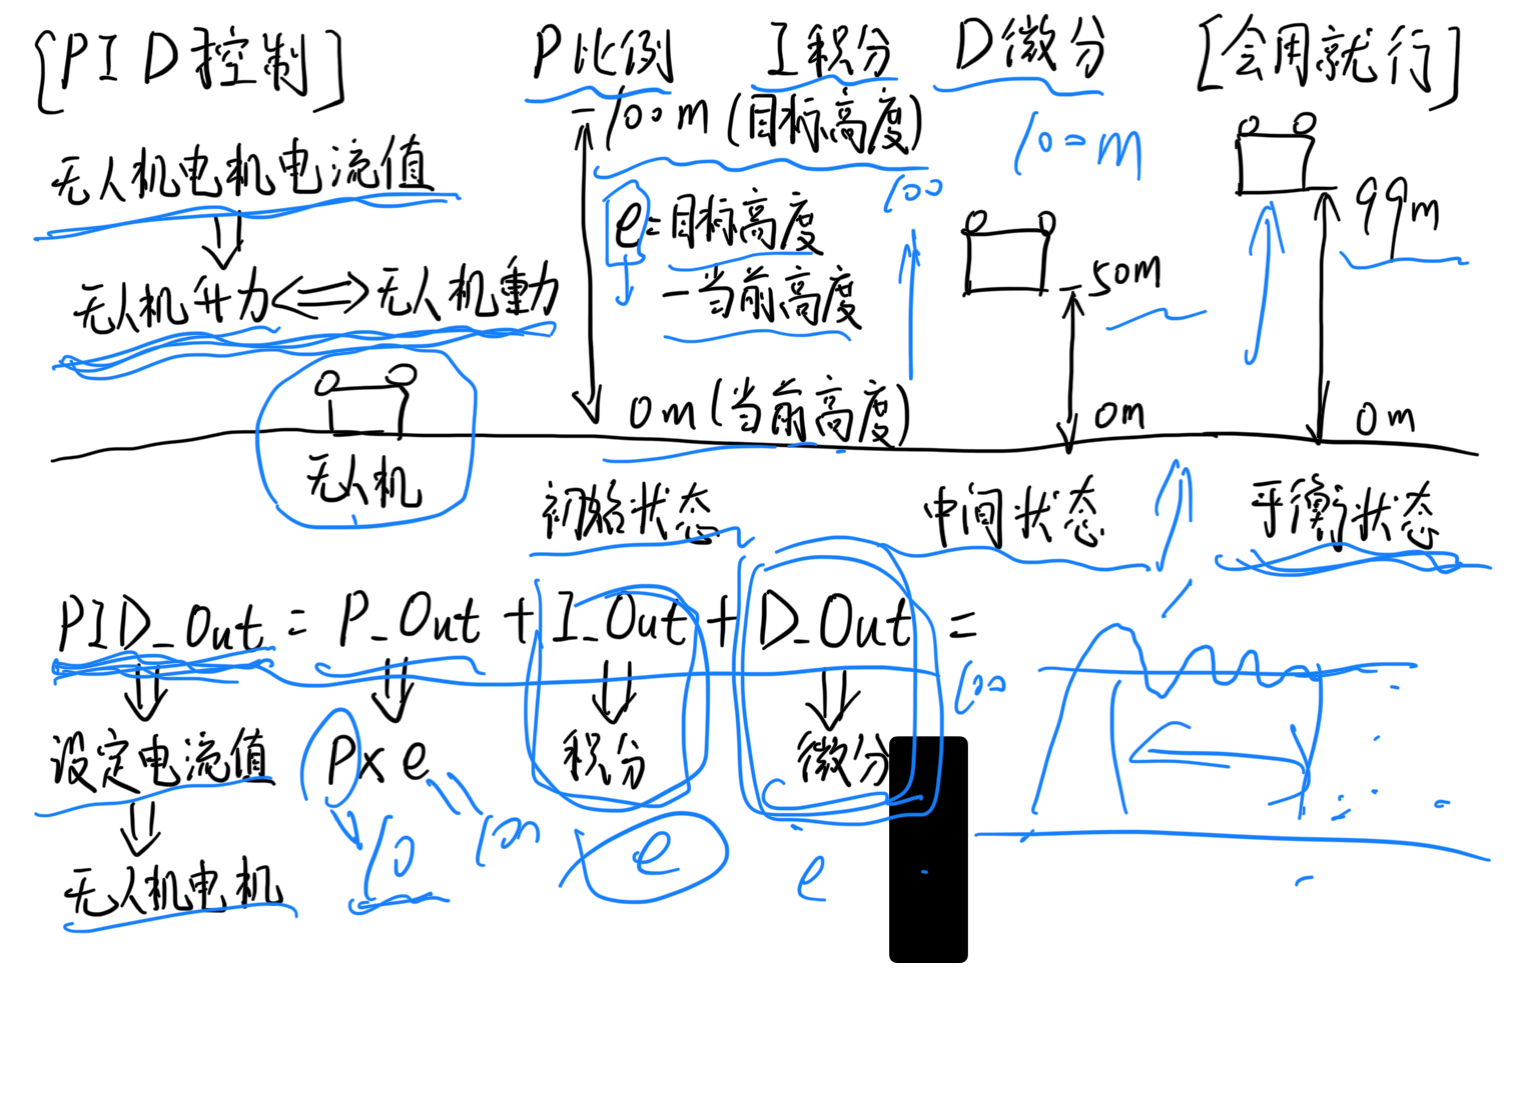 [PID控制] P比例 I积分 D微分 [会用就行]
100m (目标高度) 100m
无人机电机电流值 100 99m
e=目标高度
-当前高度 50m
无人机升力⟺无人机重力
0m (当前高度) 0m 0m
无人机 初始状态 中间状态 平衡状态
PID_Out = P_Out + I_Out + D_Out =
100
设定电流值 P×e 积分 微分
10 100 e e
无人机电机